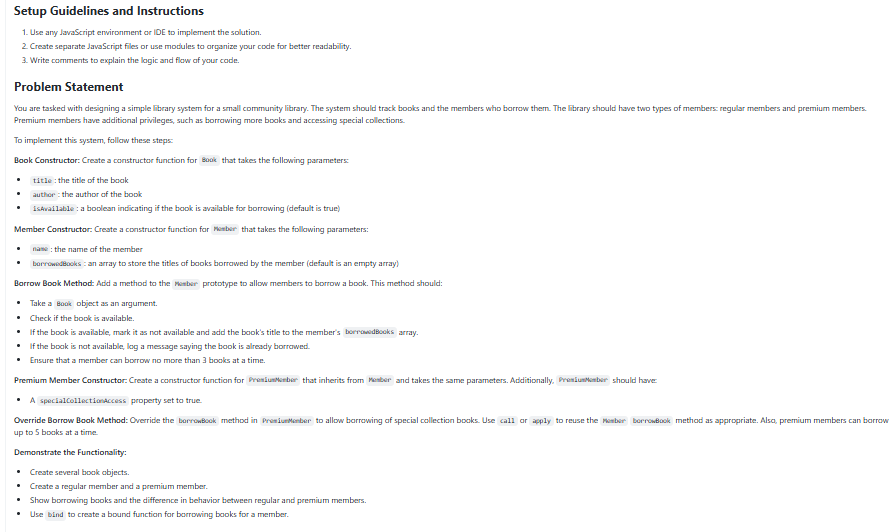 Setup Guidelines and Instructions
1. Use any JavaScript environment or IDE to implement the solution.
2. Create separate JavaScript files or use modules to organize your code for better readability.
3. Write comments to explain the logic and flow of your code.
Problem Statement
You are tasked with designing a simple library system for a small community library. The system should track books and the members who borrow them. The library should have two types of members: regular members and premium members.
Premium members have additional privileges, such as borrowing more books and accessing special collections.
To implement this system, follow these steps:
Book Constructor: Create a constructor function for Book that takes the following parameters:
• title : the title of the book
• author : the author of the book
• isAvailable : a boolean indicating if the book is available for borrowing (default is true)
Member Constructor: Create a constructor function for Member that takes the following parameters:
• name : the name of the member
• borrowedBooks : an array to store the titles of books borrowed by the member (default is an empty array)
Borrow Book Method: Add a method to the Member prototype to allow members to borrow a book. This method should:
• Take a Book object as an argument.
• Check if the book is available.
• If the book is available, mark it as not available and add the book's title to the member's borrowedBooks array.
• If the book is not available, log a message saying the book is already borrowed.
• Ensure that a member can borrow no more than 3 books at a time.
Premium Member Constructor: Create a constructor function for PremiumMember that inherits from Member and takes the same parameters. Additionally, PremiumMember should have:
• A specialCollectionAccess property set to true.
Override Borrow Book Method: Override the borrowBook method in PremiumMember to allow borrowing of special collection books. Use call or apply to reuse the Member borrowBook method as appropriate. Also, premium members can borrow
up to 5 books at a time.
Demonstrate the Functionality:
• Create several book objects.
• Create a regular member and a premium member.
• Show borrowing books and the difference in behavior between regular and premium members.
• Use bind to create a bound function for borrowing books for a member.